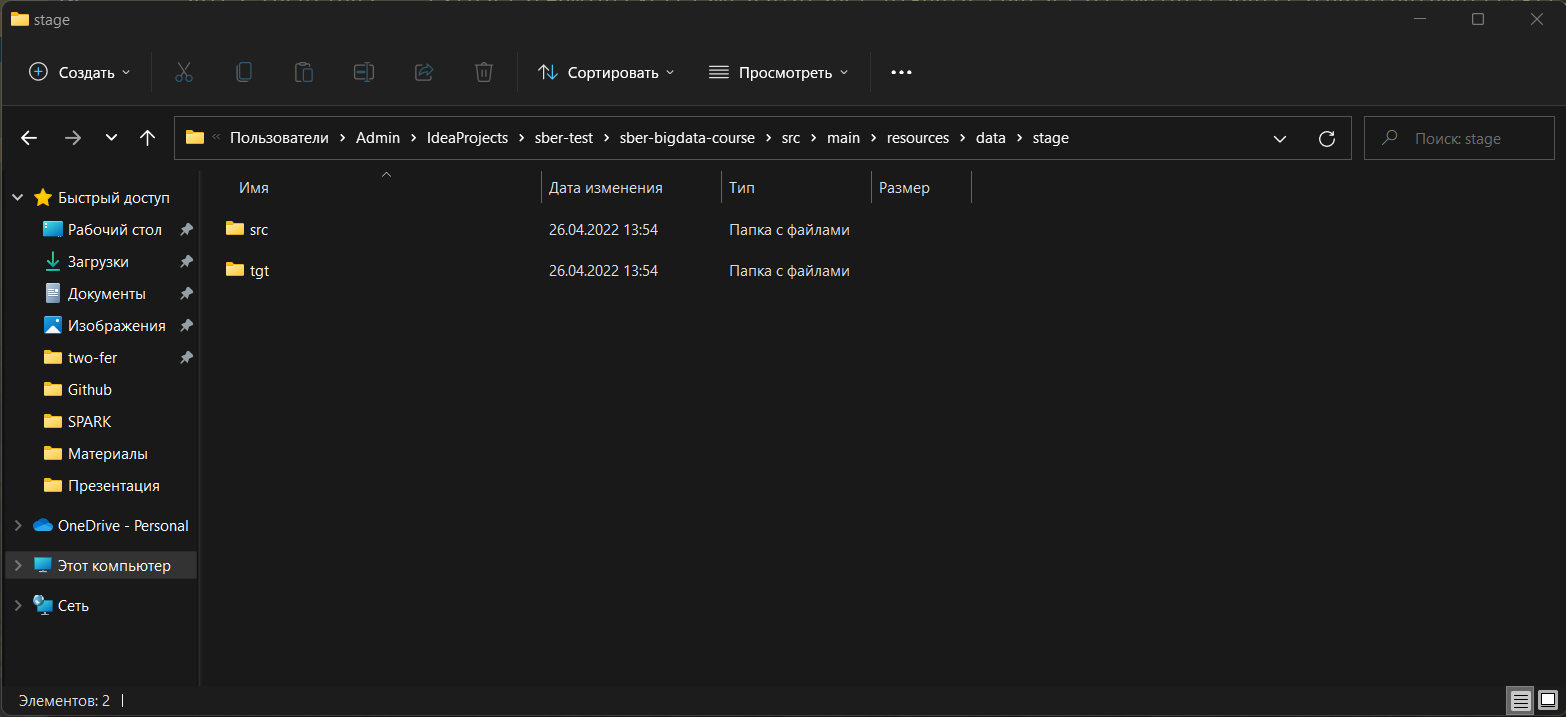 stage
Создать Сортировать Просмотреть •••
« Пользователи › Admin › IdeaProjects › sber-test › sber-bigdata-course › src › main › resources › data › stage
Поиск: stage
Имя Дата изменения Тип Размер
src 26.04.2022 13:54 Папка с файлами
tgt 26.04.2022 13:54 Папка с файлами
Быстрый доступ
Рабочий стол
Загрузки
Документы
Изображения
two-fer
Github
SPARK
Материалы
Презентация
OneDrive - Personal
Этот компьютер
Сеть
Элементов: 2